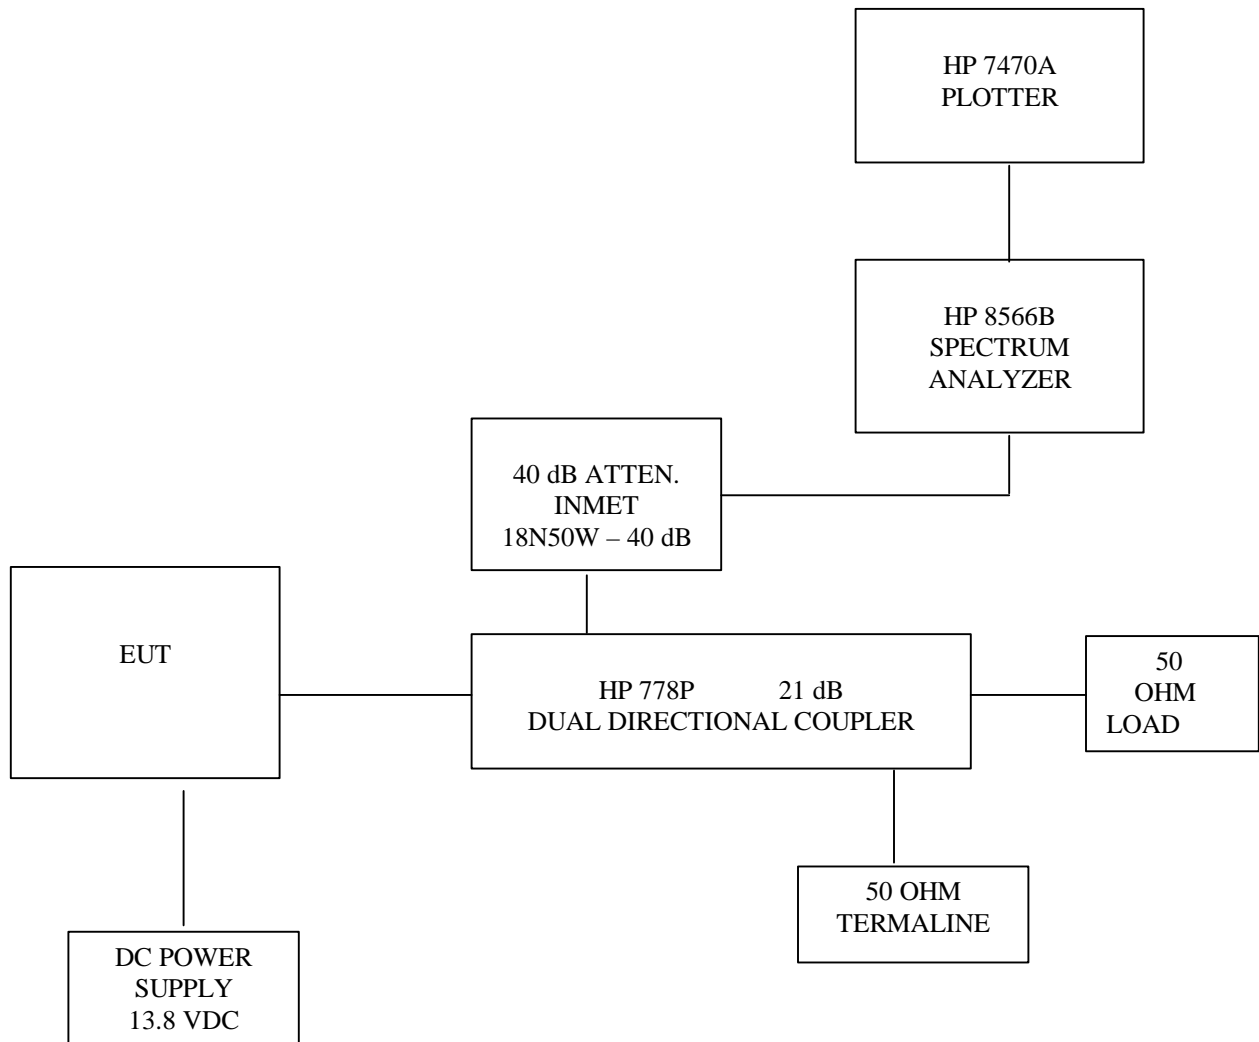 HP 7470A
PLOTTER
HP 8566B
SPECTRUM
ANALYZER
40 dB ATTEN.
INMET
18N50W – 40 dB
EUT
HP 778P 21 dB
DUAL DIRECTIONAL COUPLER
50
OHM
LOAD
50 OHM
TERMALINE
DC POWER
SUPPLY
13.8 VDC